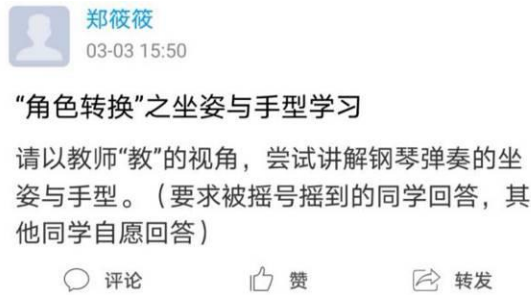 郑筱筱
03-03 15:50
“角色转换”之坐姿与手型学习
请以教师“教”的视角，尝试讲解钢琴弹奏的坐
姿与手型。（要求被摇号摇到的同学回答，其
他同学自愿回答）
评论 赞 转发